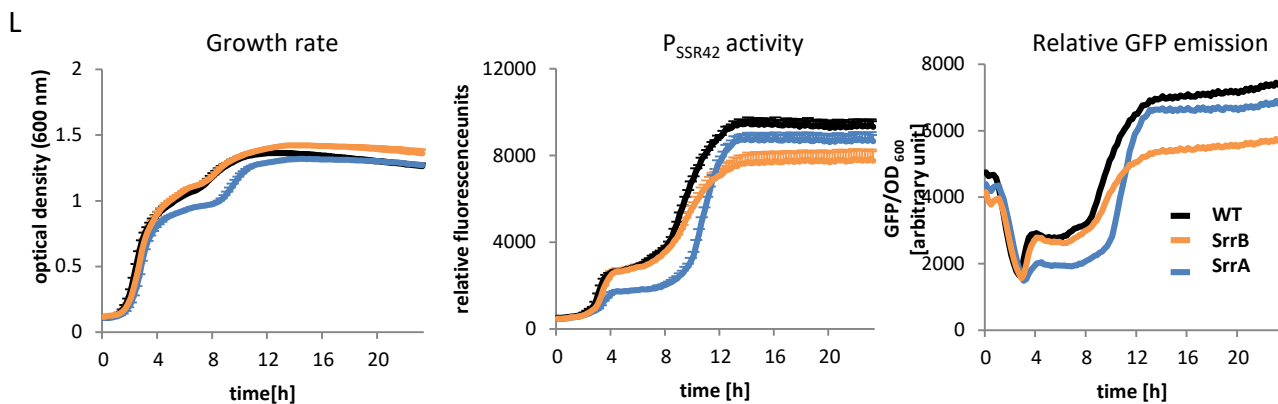 L
Growth rate
optical density (600 nm)
2
1.5
1
0.5
0
0 4 8 12 16 20
time[h]
PSSR42 activity
relative fluorescenceunits
12000
8000
4000
0
0 4 8 12 16 20
time[h]
Relative GFP emission
GFP/OD600
[arbitrary unit]
8000
6000
4000
2000
0
0 4 8 12 16 20
time [h]
WT
SrrB
SrrA